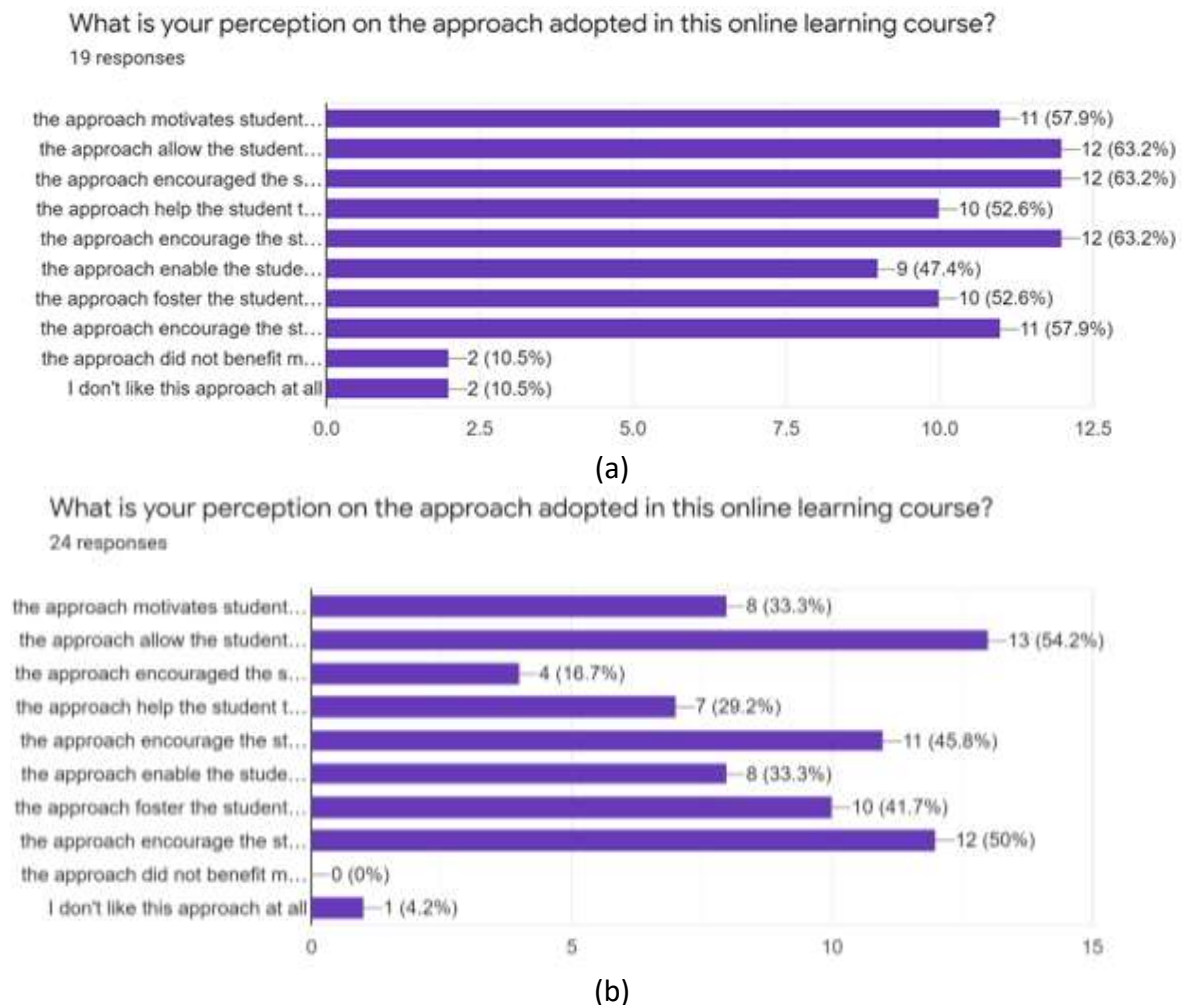 What is your perception on the approach adopted in this online learning course?
19 responses
the approach motivates student... 11 (57.9%)
the approach allow the student... 12 (63.2%)
the approach encouraged the s... 12 (63.2%)
the approach help the student t... 10 (52.6%)
the approach encourage the st... 12 (63.2%)
the approach enable the stude... 9 (47.4%)
the approach foster the student... 10 (52.6%)
the approach encourage the st... 11 (57.9%)
the approach did not benefit m... 2 (10.5%)
I don't like this approach at all 2 (10.5%)
0.0 2.5 5.0 7.5 10.0 12.5
(a)
What is your perception on the approach adopted in this online learning course?
24 responses
the approach motivates student... 8 (33.3%)
the approach allow the student... 13 (54.2%)
the approach encouraged the s... 4 (16.7%)
the approach help the student t... 7 (29.2%)
the approach encourage the st... 11 (45.8%)
the approach enable the stude... 8 (33.3%)
the approach foster the student... 10 (41.7%)
the approach encourage the st... 12 (50%)
the approach did not benefit m... 0 (0%)
I don't like this approach at all 1 (4.2%)
0 5 10 15
(b)